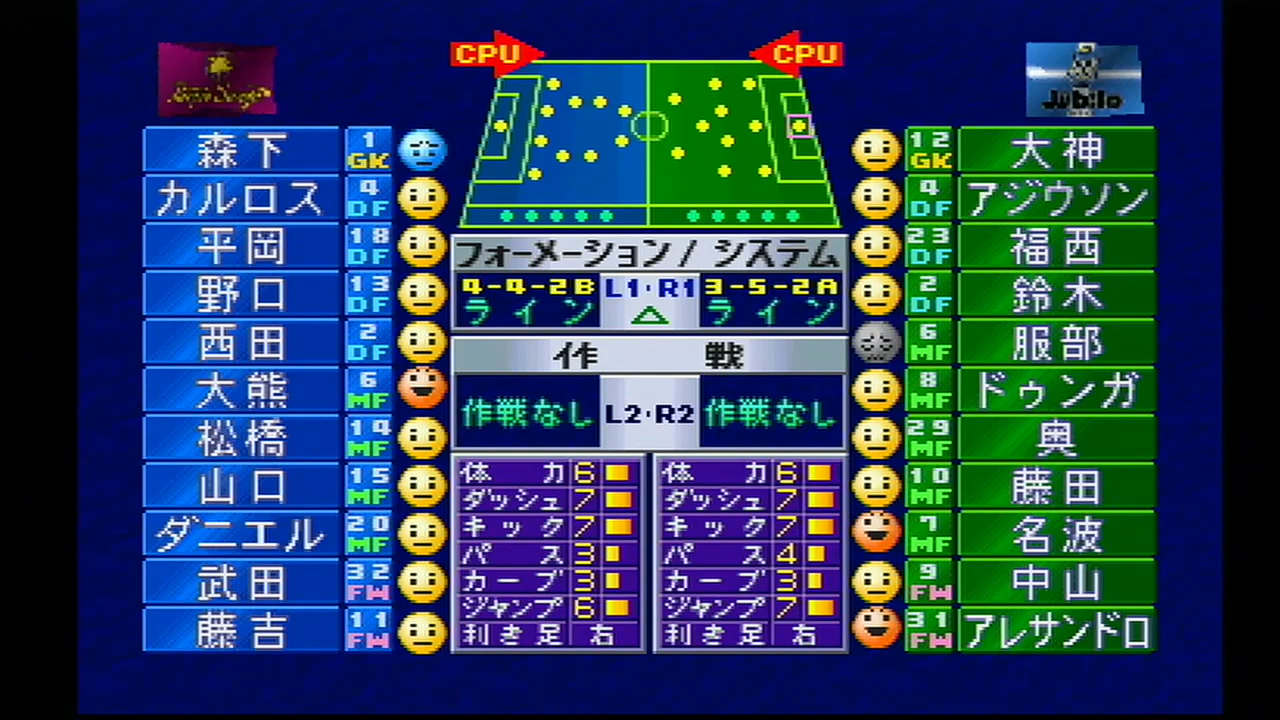 CPU CPU
Jubilo
森下 1 GK
カルロス 4 DF
平岡 18 DF
野口 13 DF
西田 2 DF
大熊 6 MF
松橋 14 MF
山口 15 MF
ダニエル 20 MF
武田 32 FW
藤吉 11 FW
フォーメーション/システム
4-4-2B L1·R1 3-5-2A
ライン △ ライン
作戦
作戦なし L2·R2 作戦なし
体力 6
ダッシュ 7
キック 7
パス 3
カーブ 3
ジャンプ 6
利き足 右
体力 6
ダッシュ 7
キック 7
パス 4
カーブ 3
ジャンプ 7
利き足 右
12 GK 大神
4 DF アジウソン
23 DF 福西
2 DF 鈴木
6 MF 服部
8 MF ドゥンガ
29 MF 奥
10 MF 藤田
7 MF 名波
9 FW 中山
31 FW アレサンドロ